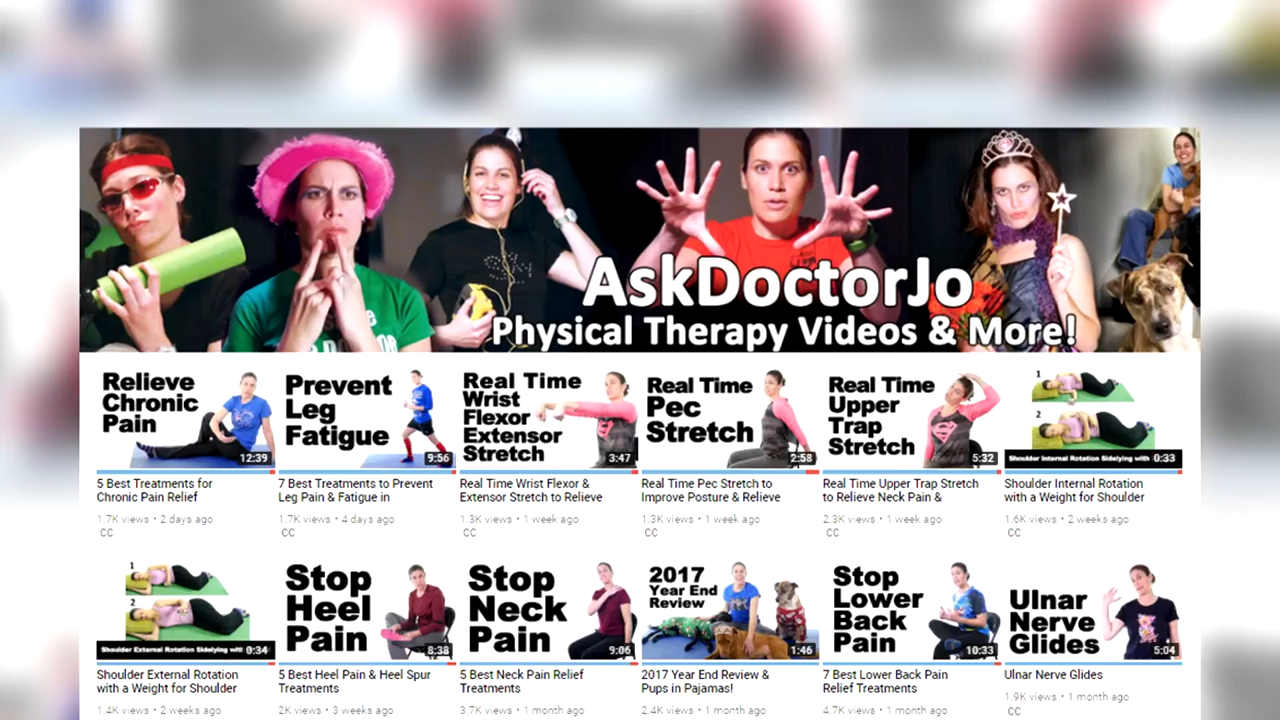 AskDoctorJo
Physical Therapy Videos & More!
Relieve
Chronic
Pain
12:39
Prevent
Leg
Fatigue
9:56
Real Time
Wrist
Flexor
Extensor
Stretch
3:47
Real Time
Pec
Stretch
2:58
Real Time
Upper
Trap
Stretch
5:32
1
2
Shoulder Internal Rotation Sidelying with
0:33
5 Best Treatments for
Chronic Pain Relief
1.7K views • 2 days ago
CC
7 Best Treatments to Prevent
Leg Pain & Fatigue in
1.7K views • 4 days ago
CC
Real Time Wrist Flexor &
Extensor Stretch to Relieve
1.3K views • 1 week ago
CC
Real Time Pec Stretch to
Improve Posture & Relieve
1.3K views • 1 week ago
CC
Real Time Upper Trap Stretch
to Relieve Neck Pain &
2.3K views • 1 week ago
CC
Shoulder Internal Rotation
with a Weight for Shoulder
1.6K views • 2 weeks ago
CC
1
2
Shoulder External Rotation Sidelying with
0:34
Stop
Heel
Pain
8:38
Stop
Neck
Pain
9:06
2017
Year End
Review
1:46
Stop
Lower
Back
Pain
10:33
Ulnar
Nerve
Glides
5:04
Shoulder External Rotation
with a Weight for Shoulder
1.4K views • 2 weeks ago
5 Best Heel Pain & Heel Spur
Treatments
2K views • 3 weeks ago
5 Best Neck Pain Relief
Treatments
3.7K views • 1 month ago
2017 Year End Review &
Pups in Pajamas!
2.4K views • 1 month ago
7 Best Lower Back Pain
Relief Treatments
4.7K views • 1 month ago
Ulnar Nerve Glides
1.9K views • 1 month ago
CC